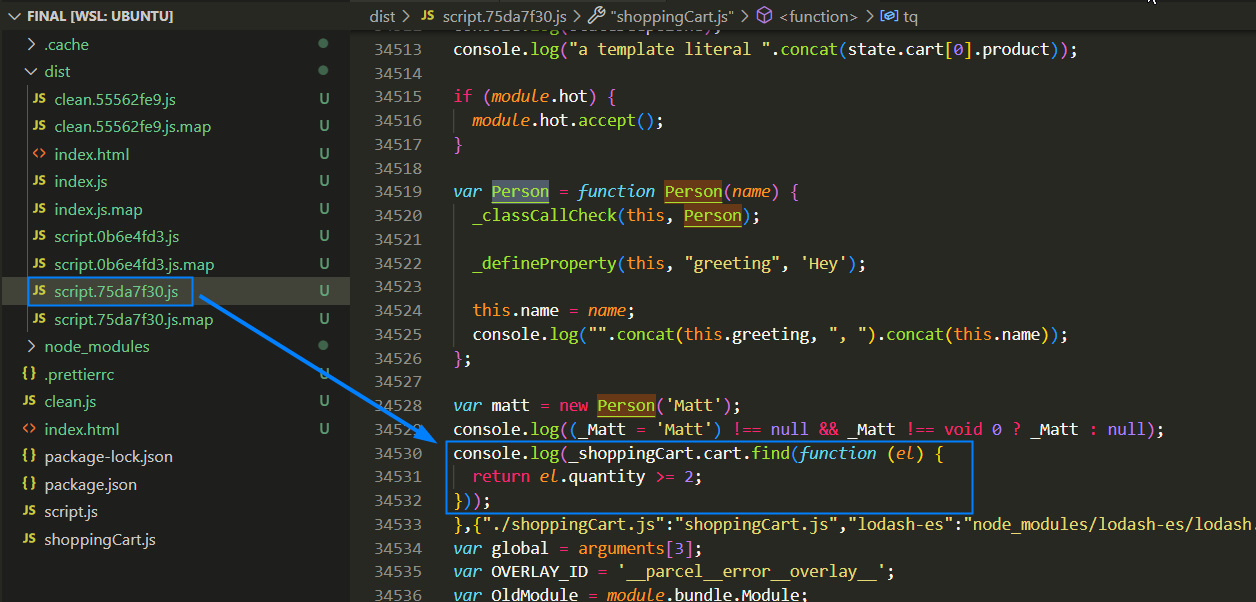 FINAL [WSL: UBUNTU]
.cache
dist
JS clean.55562fe9.js U
JS clean.55562fe9.js.map U
<> index.html U
JS index.js U
JS index.js.map U
JS script.0b6e4fd3.js U
JS script.0b6e4fd3.js.map U
JS script.75da7f30.js U
JS script.75da7f30.js.map U
node_modules
{} .prettierrc U
JS clean.js U
<> index.html U
{} package-lock.json
{} package.json
JS script.js
JS shoppingCart.js
dist > JS script.75da7f30.js > "shoppingCart.js" > <function> > tq
34513 console.log("a template literal ".concat(state.cart[0].product));
34514
34515 if (module.hot) {
34516 module.hot.accept();
34517 }
34518
34519 var Person = function Person(name) {
34520 _classCallCheck(this, Person);
34521
34522 _defineProperty(this, "greeting", 'Hey');
34523
34524 this.name = name;
34525 console.log("".concat(this.greeting, ", ").concat(this.name));
34526 };
34527
34528 var matt = new Person('Matt');
34529 console.log((_Matt = 'Matt') !== null && _Matt !== void 0 ? _Matt : null);
34530 console.log(_shoppingCart.cart.find(function (el) {
34531 return el.quantity >= 2;
34532 }));
34533 },{"./shoppingCart.js":"shoppingCart.js","lodash-es":"node_modules/lodash-es/lodash.
34534 var global = arguments[3];
34535 var OVERLAY_ID = '__parcel__error__overlay__';
34536 var OldModule = module.bundle.Module;